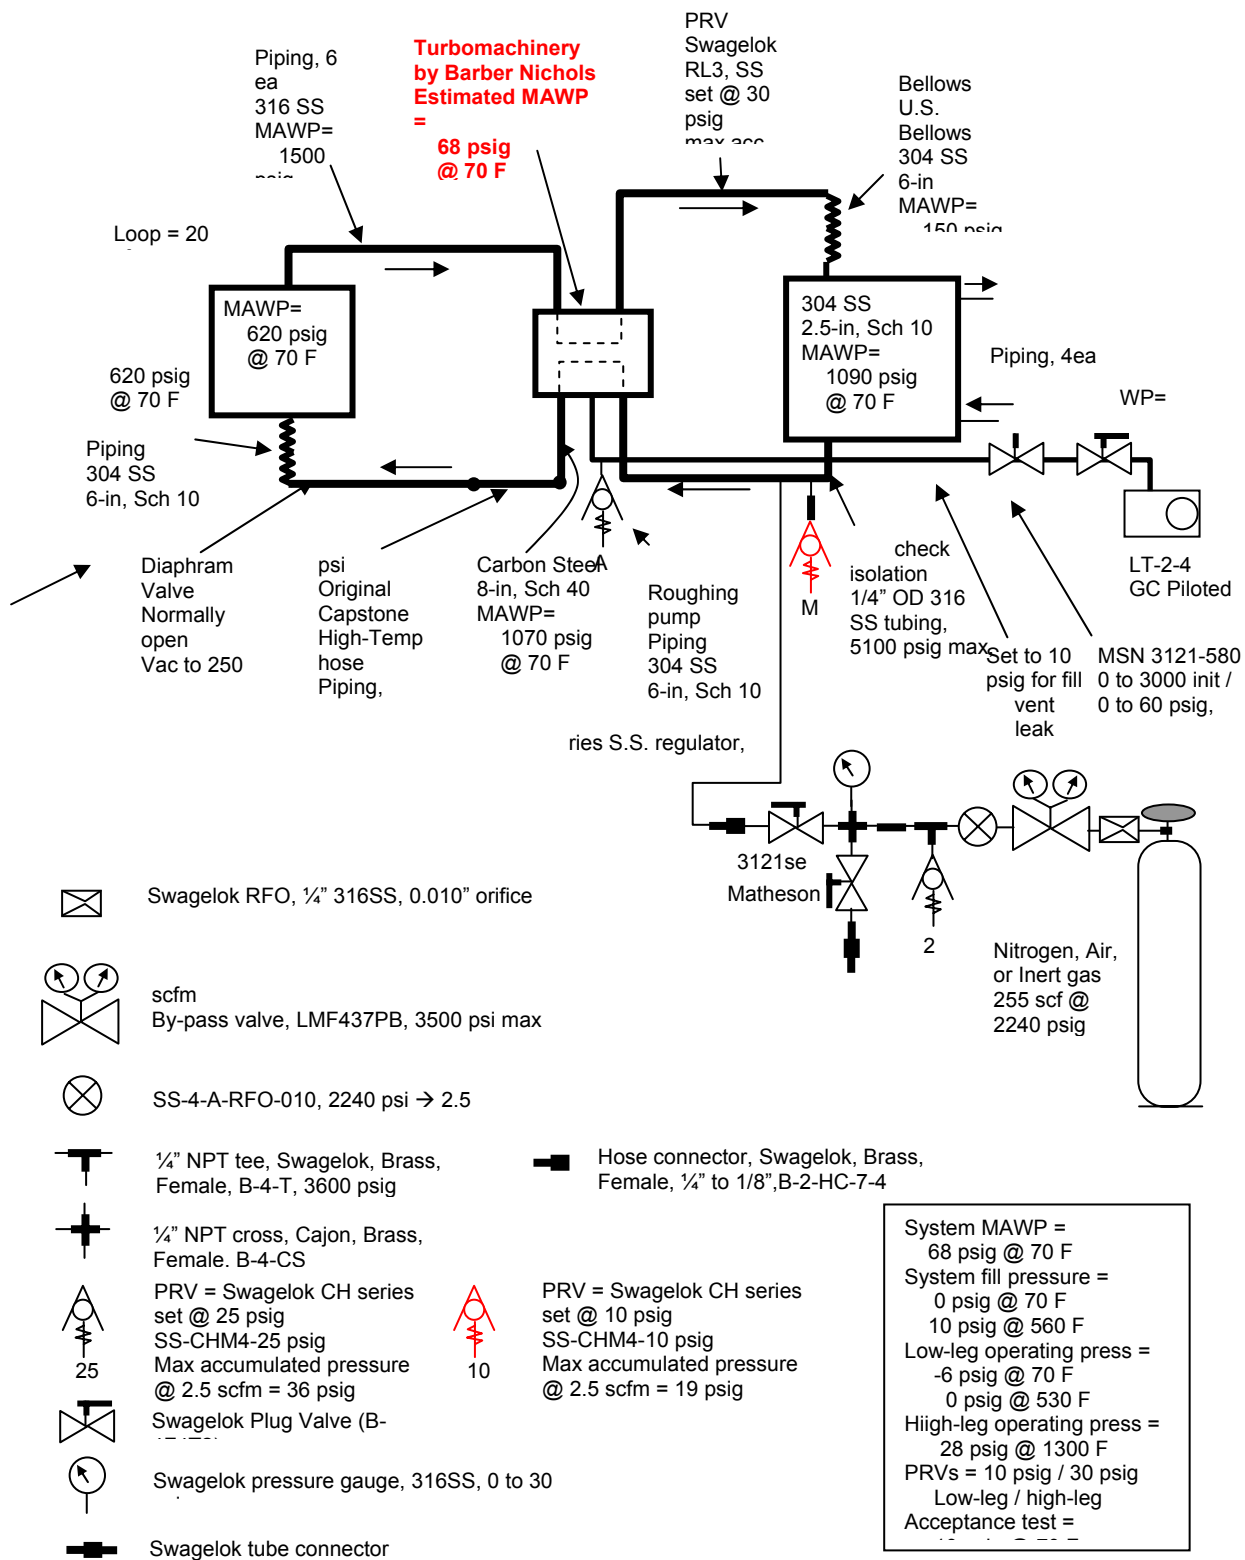 Piping, 6
ea
316 SS
MAWP=
1500
psig
Turbomachinery
by Barber Nichols
Estimated MAWP
=
68 psig
@ 70 F
PRV
Swagelok
RL3, SS
set @ 30
psig
max acc
Bellows
U.S.
Bellows
304 SS
6-in
MAWP=
150 psig
Loop = 20
MAWP=
620 psig
@ 70 F
304 SS
2.5-in, Sch 10
MAWP=
1090 psig
@ 70 F
Piping, 4ea
WP=
620 psig
@ 70 F
Piping
304 SS
6-in, Sch 10
Diaphram
Valve
Normally
open
Vac to 250
psi
Original
Capstone
High-Temp
hose
Piping,
Carbon Steel
8-in, Sch 40
MAWP=
1070 psig
@ 70 F
A
Roughing
pump
Piping
304 SS
6-in, Sch 10
M
check
isolation
1/4” OD 316
SS tubing,
5100 psig max
Set to 10
psig for fill
vent
leak
MSN 3121-580
0 to 3000 init /
0 to 60 psig,
LT-2-4
GC Piloted
ries S.S. regulator,
3121se
Matheson
2
Nitrogen, Air,
or Inert gas
255 scf @
2240 psig
Swagelok RFO, ¼” 316SS, 0.010” orifice
scfm
By-pass valve, LMF437PB, 3500 psi max
SS-4-A-RFO-010, 2240 psi → 2.5
¼” NPT tee, Swagelok, Brass,
Female, B-4-T, 3600 psig
Hose connector, Swagelok, Brass,
Female, ¼” to 1/8”,B-2-HC-7-4
¼” NPT cross, Cajon, Brass,
Female. B-4-CS
PRV = Swagelok CH series
set @ 25 psig
SS-CHM4-25 psig
Max accumulated pressure
@ 2.5 scfm = 36 psig
25
PRV = Swagelok CH series
set @ 10 psig
SS-CHM4-10 psig
Max accumulated pressure
@ 2.5 scfm = 19 psig
10
Swagelok Plug Valve (B-
Swagelok pressure gauge, 316SS, 0 to 30
Swagelok tube connector
System MAWP =
68 psig @ 70 F
System fill pressure =
0 psig @ 70 F
10 psig @ 560 F
Low-leg operating press =
-6 psig @ 70 F
0 psig @ 530 F
Hiigh-leg operating press =
28 psig @ 1300 F
PRVs = 10 psig / 30 psig
Low-leg / high-leg
Acceptance test =